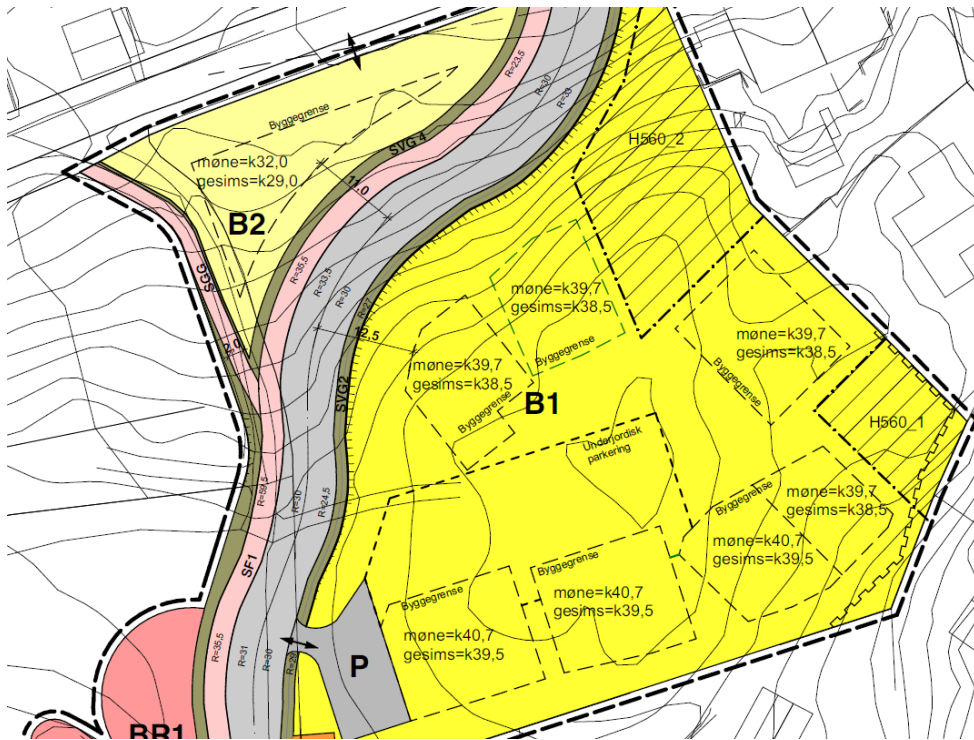 R=23,5
R=30
R=33
Byggegrense
SVG 4
møne=k32,0
gesims=k29,0
11,0
B2
H560_2
SGG
R=35,5
R=33,5
R=30
R=27
2,0
12,5
møne=k39,7
gesims=k38,5
Byggegrense
møne=k39,7
gesims=k38,5
Byggegrense
møne=k39,7
gesims=k38,5
Byggegrense
B1
SVG2
H560_1
Underjordisk
parkering
R=59,5
R=30
R=24,5
møne=k39,7
gesims=k38,5
Byggegrense
møne=k40,7
gesims=k39,5
SF1
Byggegrense
møne=k40,7
gesims=k39,5
Byggegrense
møne=k40,7
gesims=k39,5
R=35,5
R=31
R=30
P
BR1